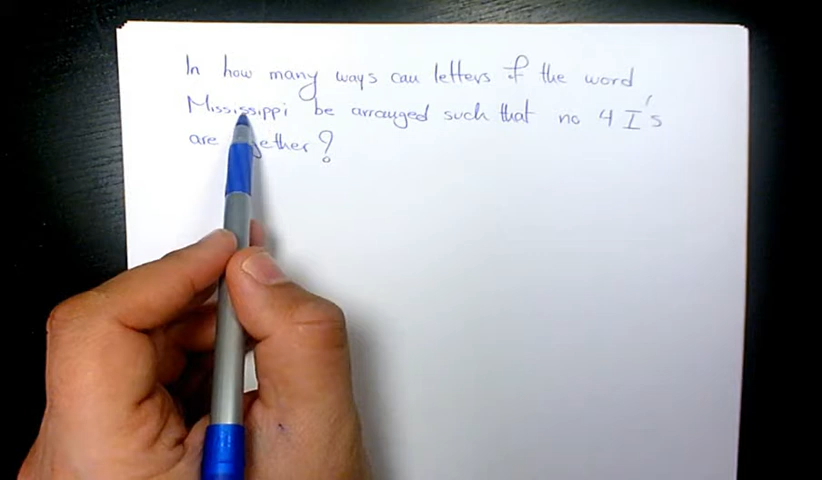 In how many ways can letters of the word
Mississippi be arranged such that no 4 I's
are